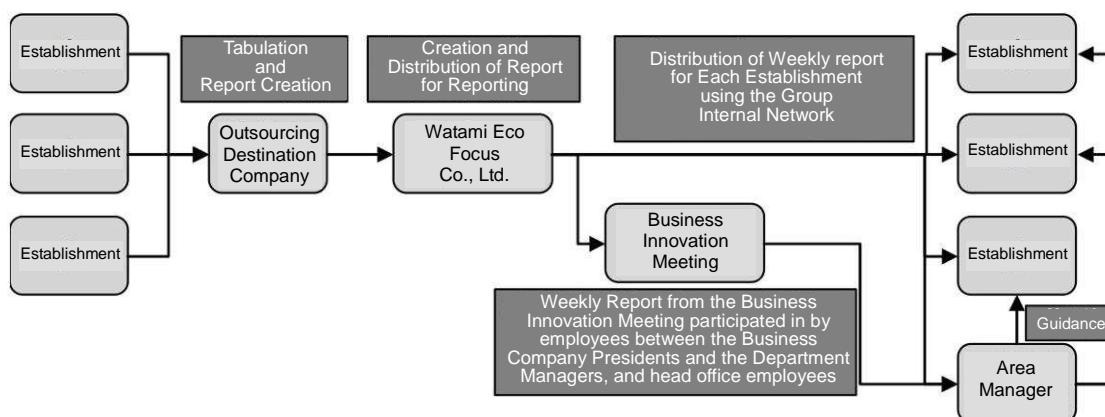 Establishment
Establishment
Establishment
Tabulation
and
Report Creation
Outsourcing
Destination
Company
Creation and
Distribution of Report
for Reporting
Watami Eco
Focus
Co., Ltd.
Distribution of Weekly report
for Each Establishment
using the Group
Internal Network
Business
Innovation
Meeting
Weekly Report from the Business
Innovation Meeting participated in by
employees between the Business
Company Presidents and the Department
Managers, and head office employees
Establishment
Establishment
Establishment
Guidance
Area
Manager